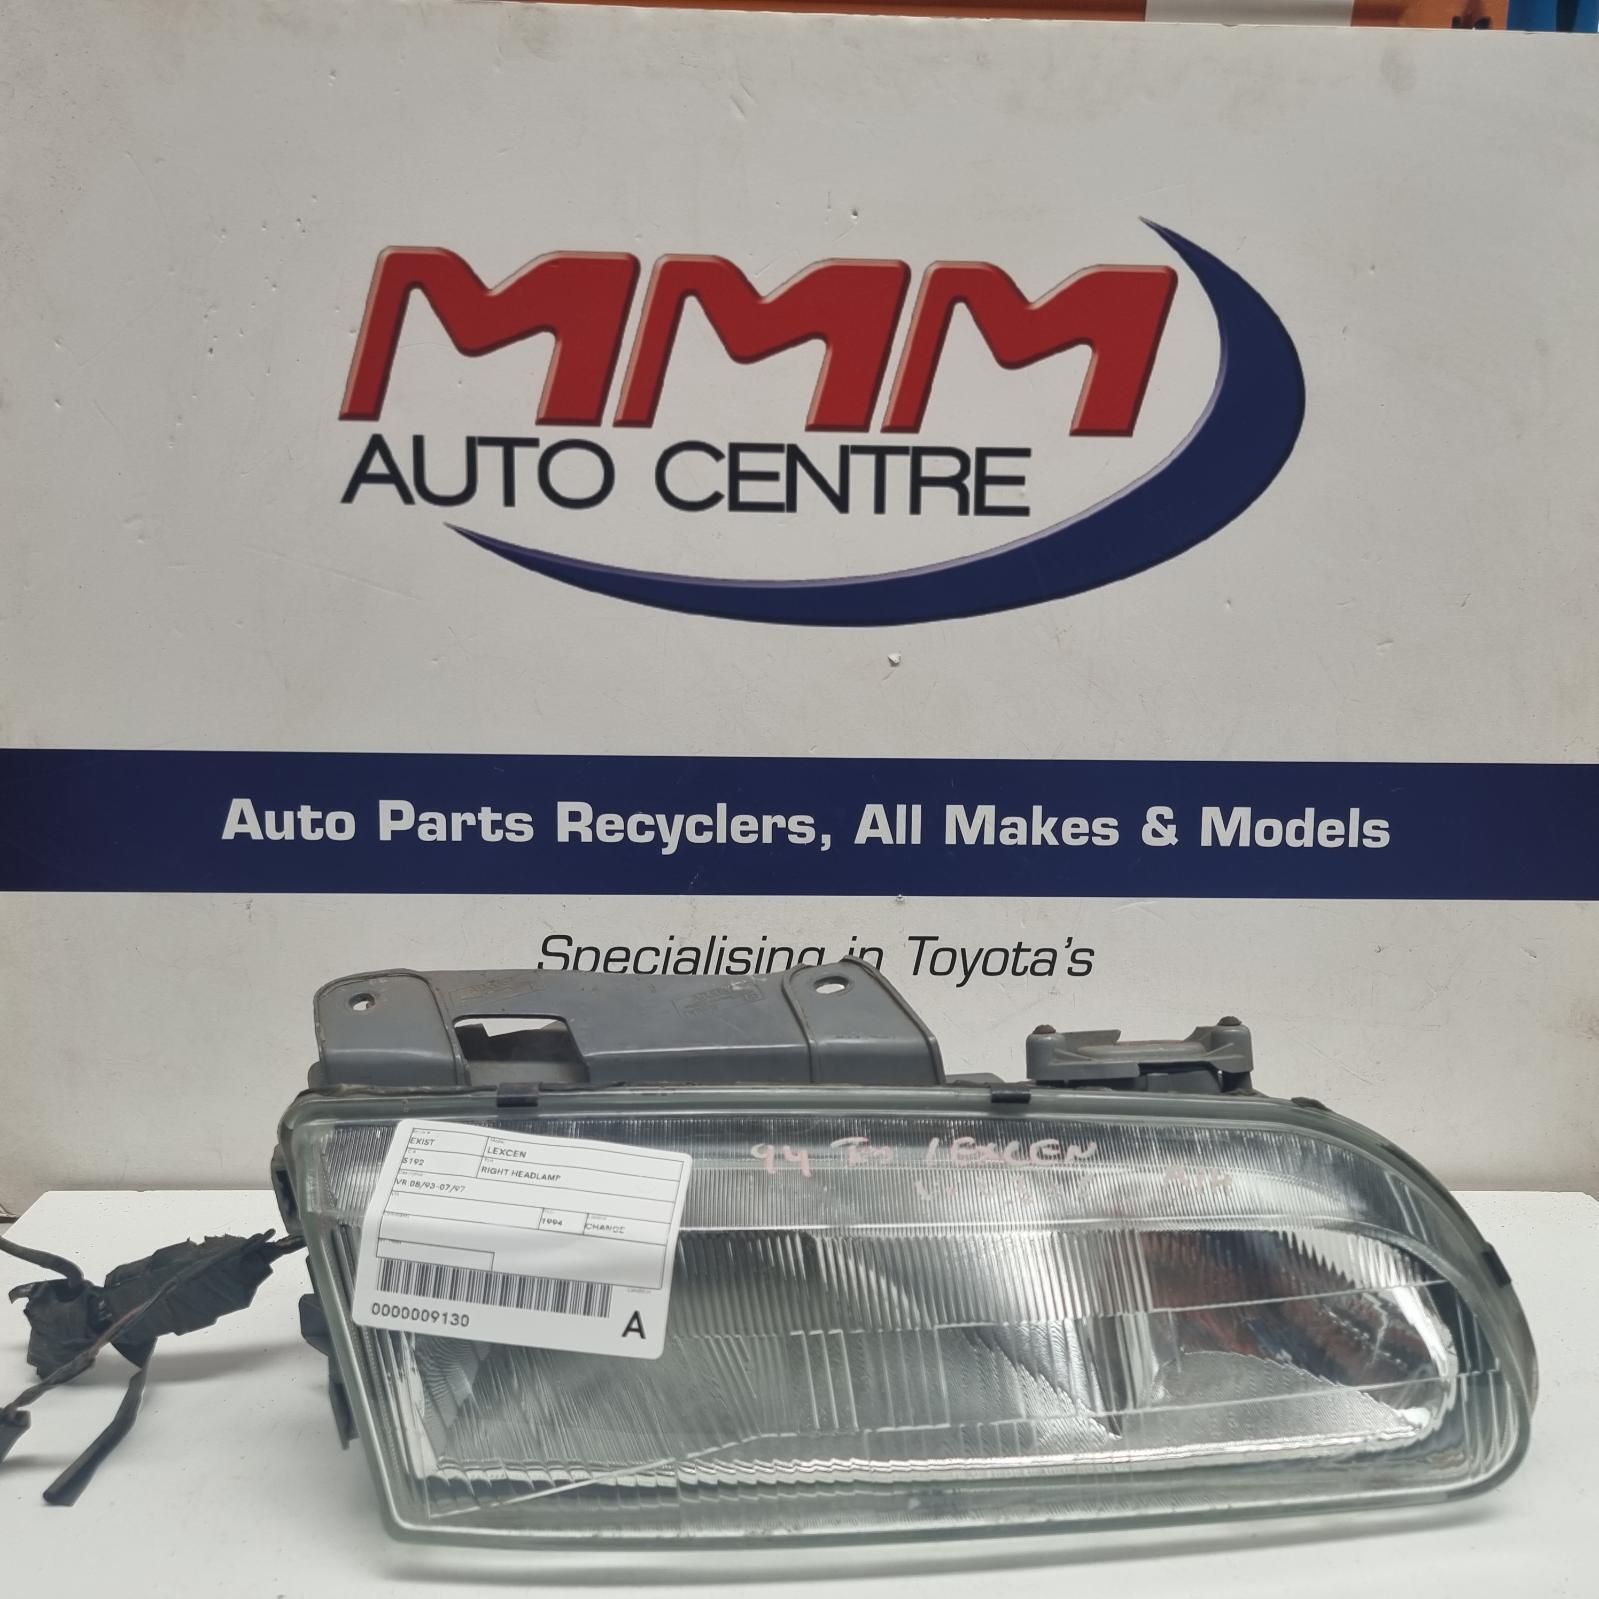 MMM
AUTO CENTRE
Auto Parts Recyclers, All Makes & Models
Specialising in Toyota's
EXIST
LEXCEN
S192
RIGHT HEADLAMP
VR 08/93-07/97
1994
CHANGE
0000009130
A
94 TO LEXCEN